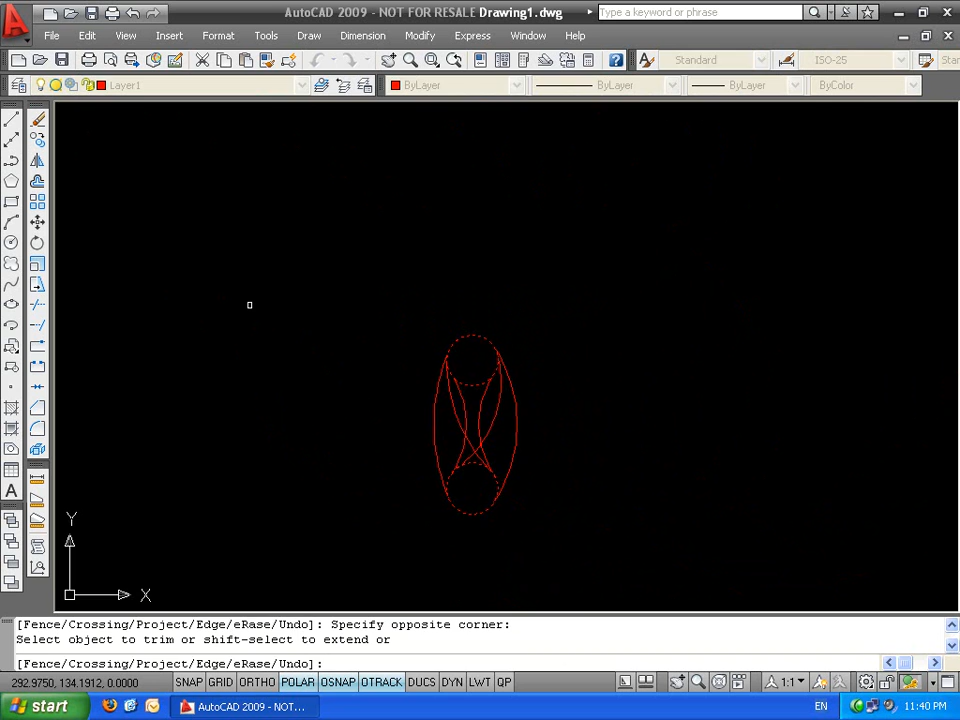 AutoCAD 2009 - NOT FOR RESALE Drawing1.dwg
Type a keyword or phrase
File Edit View Insert Format Tools Draw Dimension Modify Express Window Help
Standard ISO-25
Layer1 ByLayer ByLayer ByLayer ByColor
A
Y
X
[Fence/Crossing/Project/Edge/eRase/Undo]: Specify opposite corner:
Select object to trim or shift-select to extend or
[Fence/Crossing/Project/Edge/eRase/Undo]:
292.9750, 134.1912, 0.0000 SNAP GRID ORTHO POLAR OSNAP OTRACK DUCS DYN LWT QP 1:1
start AutoCAD 2009 - NOT... EN 11:40 PM